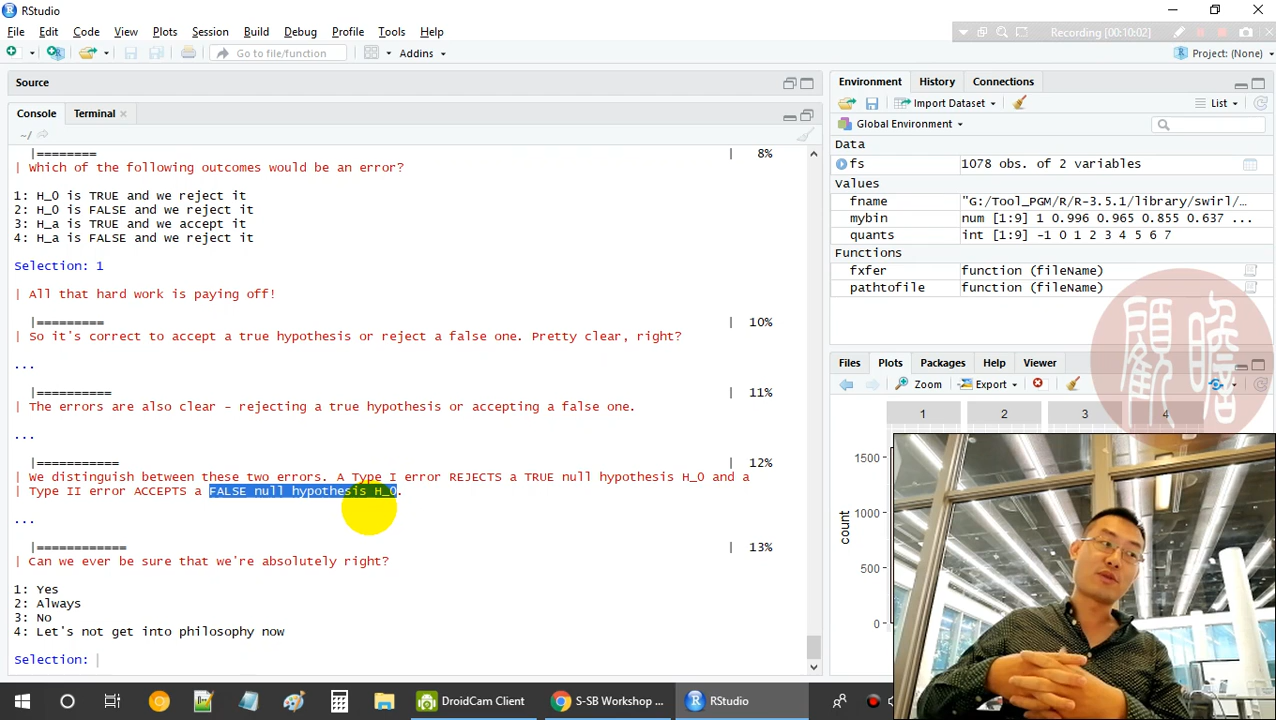 RStudio
File Edit Code View Plots Session Build Debug Profile Tools Help
Recording [00:10:02]
Go to file/function Addins Project: (None)
Source
Console Terminal
~/
|======== | 8%
| Which of the following outcomes would be an error?
1: H_0 is TRUE and we reject it
2: H_0 is FALSE and we reject it
3: H_a is TRUE and we accept it
4: H_a is FALSE and we reject it
Selection: 1
| All that hard work is paying off!
|========= | 10%
| So it's correct to accept a true hypothesis or reject a false one. Pretty clear, right?
...
|========== | 11%
| The errors are also clear - rejecting a true hypothesis or accepting a false one.
...
|=========== | 12%
| We distinguish between these two errors. A Type I error REJECTS a TRUE null hypothesis H_0 and a
| Type II error ACCEPTS a FALSE null hypothesis H_0.
...
|============ | 13%
| Can we ever be sure that we're absolutely right?
1: Yes
2: Always
3: No
4: Let's not get into philosophy now
Selection:
Environment History Connections
Import Dataset List
Global Environment
Data
fs 1078 obs. of 2 variables
Values
fname "G:/Tool_PGM/R/R-3.5.1/library/swirl/…
mybin num [1:9] 1 0.996 0.965 0.855 0.637 ...
quants int [1:9] -1 0 1 2 3 4 5 6 7
Functions
fxfer function (fileName)
pathtofile function (fileName)
Files Plots Packages Help Viewer
Zoom Export
1 2 3 4
1500
1000
500
0
count
DroidCam Client S-SB Workshop ... RStudio